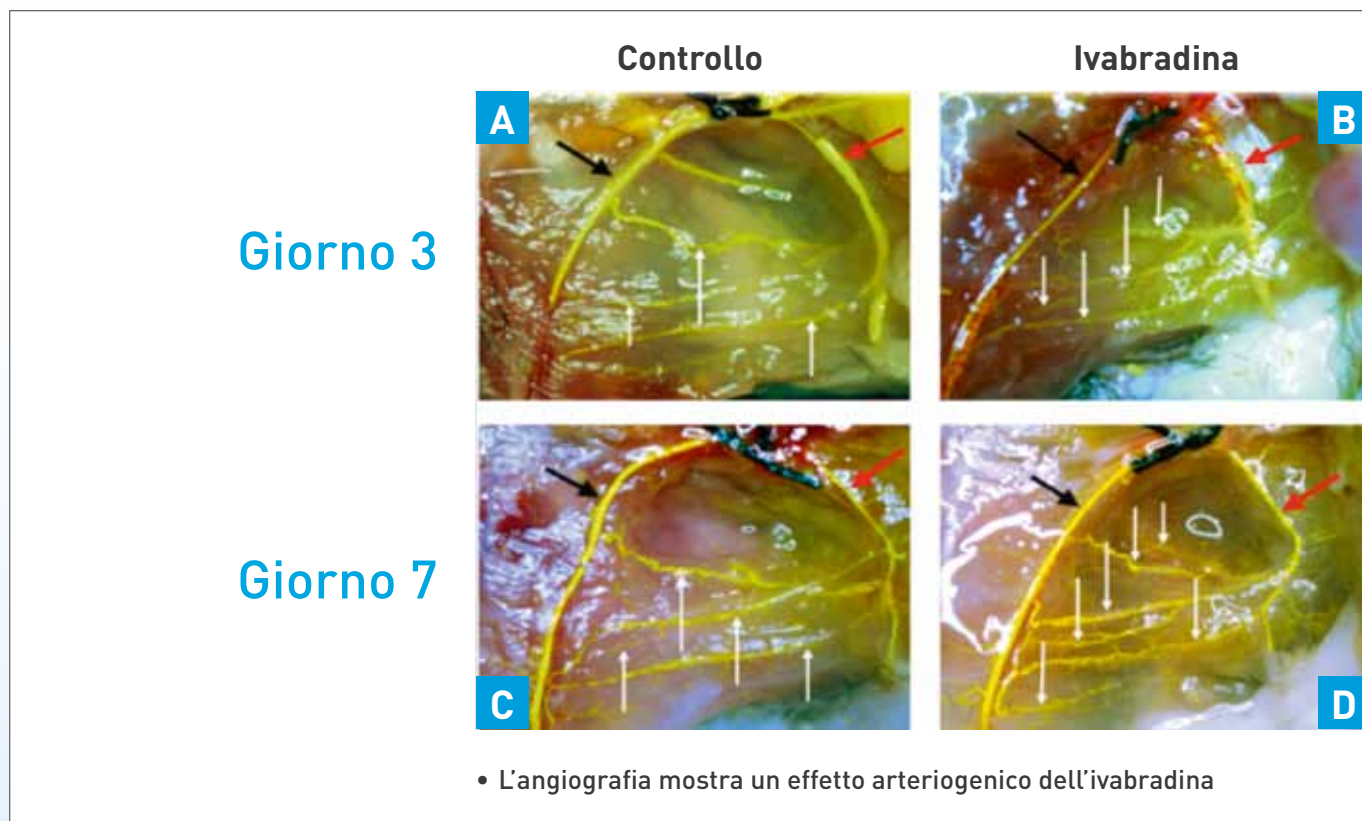 Controllo
Ivabradina
A
B
Giorno 3
Giorno 7
C
D
• L’angiografia mostra un effetto arteriogenico dell’ivabradina